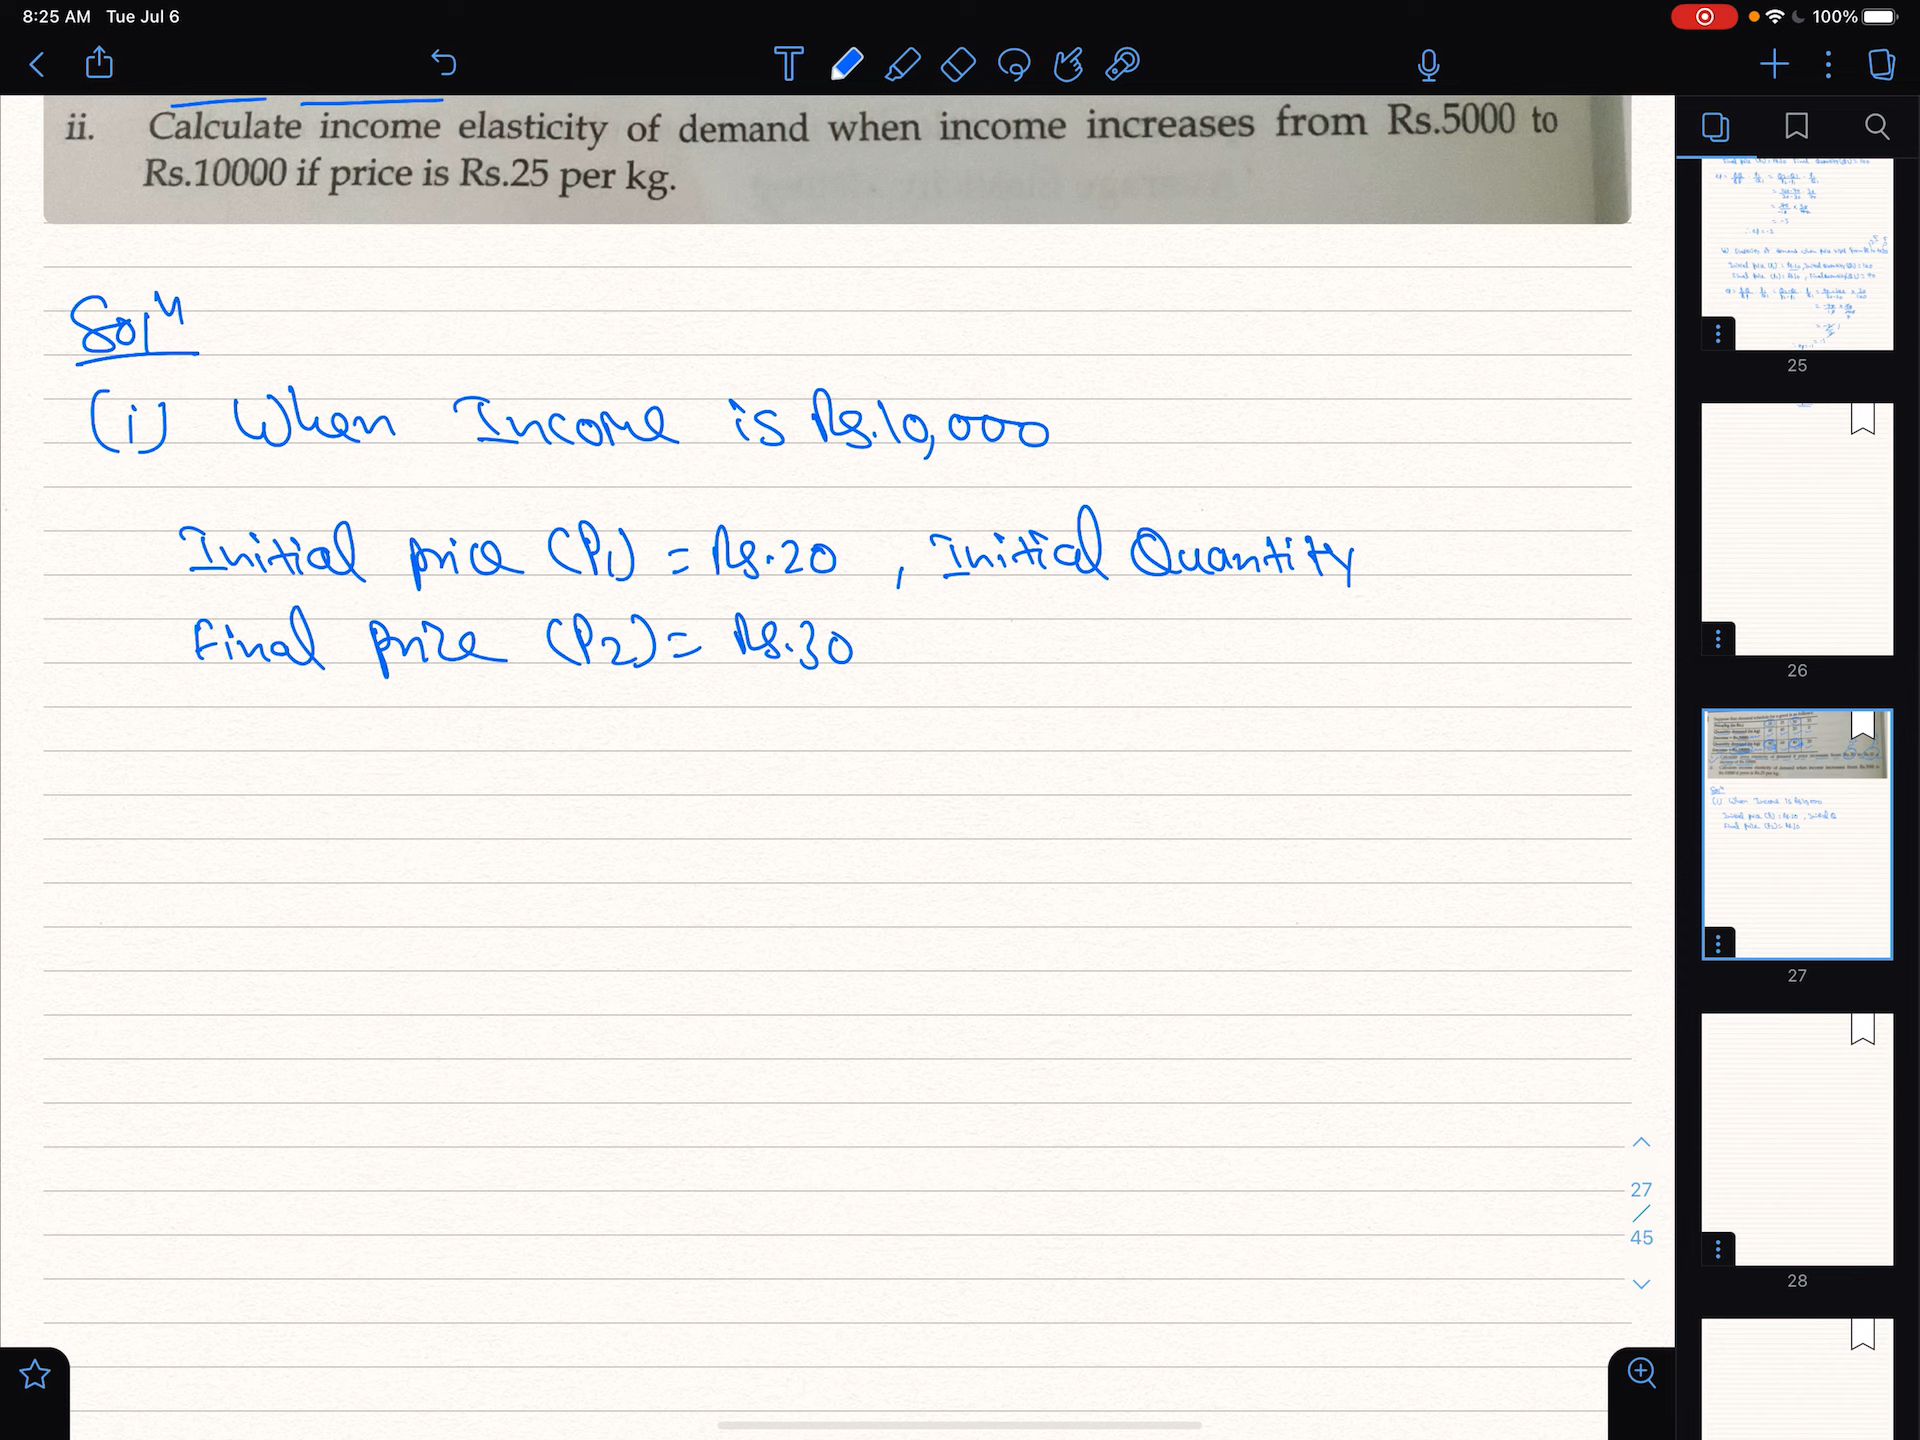 8:25 AM Tue Jul 6
100%
ii. Calculate income elasticity of demand when income increases from Rs.5000 to
Rs.10000 if price is Rs.25 per kg.
Solⁿ
(i) When Income is Rs.10,000
Initial price (P₁) = Rs.20 , Initial Quantity
Final price (P₂) = Rs.30
25
26
27
28
27
/
45